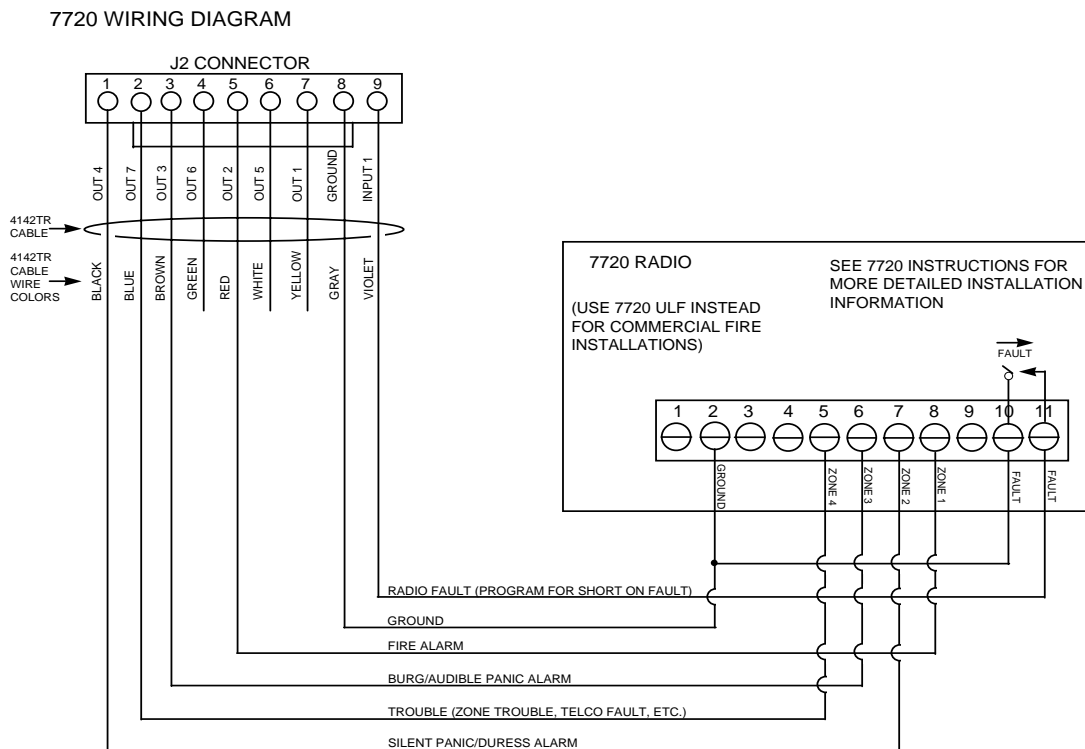 7720 WIRING DIAGRAM
J2 CONNECTOR
1 2 3 4 5 6 7 8 9
OUT 4
OUT 7
OUT 3
OUT 6
OUT 2
OUT 5
OUT 1
GROUND
INPUT 1
4142TR
CABLE
4142TR
CABLE
WIRE
COLORS
BLACK
BLUE
BROWN
GREEN
RED
WHITE
YELLOW
GRAY
VIOLET
7720 RADIO
SEE 7720 INSTRUCTIONS FOR
MORE DETAILED INSTALLATION
INFORMATION
(USE 7720 ULF INSTEAD
FOR COMMERCIAL FIRE
INSTALLATIONS)
FAULT
1 2 3 4 5 6 7 8 9 10 11
GROUND
ZONE 4
ZONE 3
ZONE 2
ZONE 1
FAULT
FAULT
RADIO FAULT (PROGRAM FOR SHORT ON FAULT)
GROUND
FIRE ALARM
BURG/AUDIBLE PANIC ALARM
TROUBLE (ZONE TROUBLE, TELCO FAULT, ETC.)
SILENT PANIC/DURESS ALARM